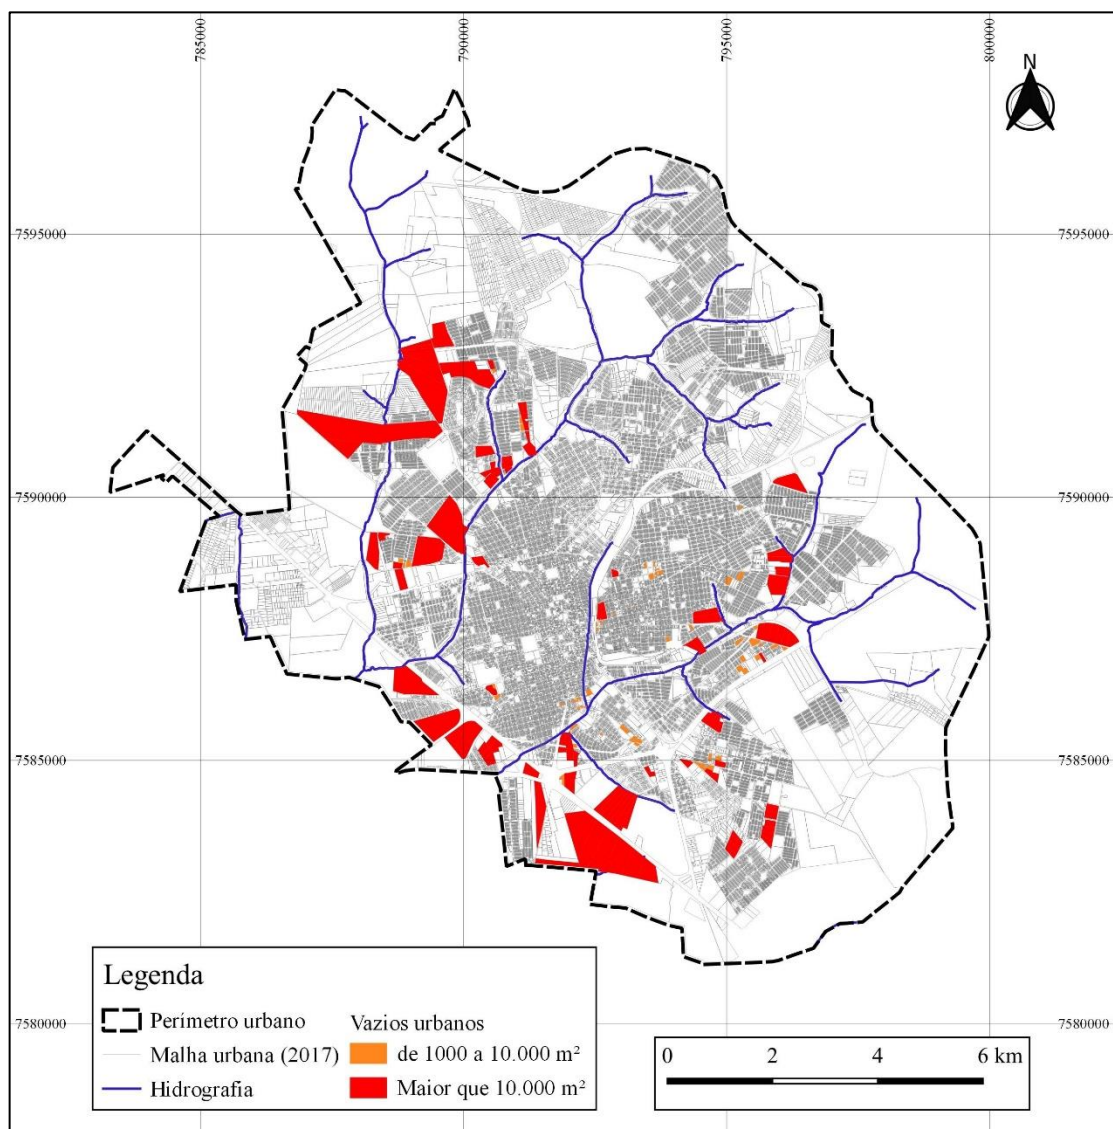 785000 790000 795000 800000
N
7595000 7595000
7590000 7590000
7585000 7585000
7580000 7580000
Legenda
Perímetro urbano
Malha urbana (2017)
Hidrografia
Vazios urbanos
de 1000 a 10.000 m²
Maior que 10.000 m²
0 2 4 6 km